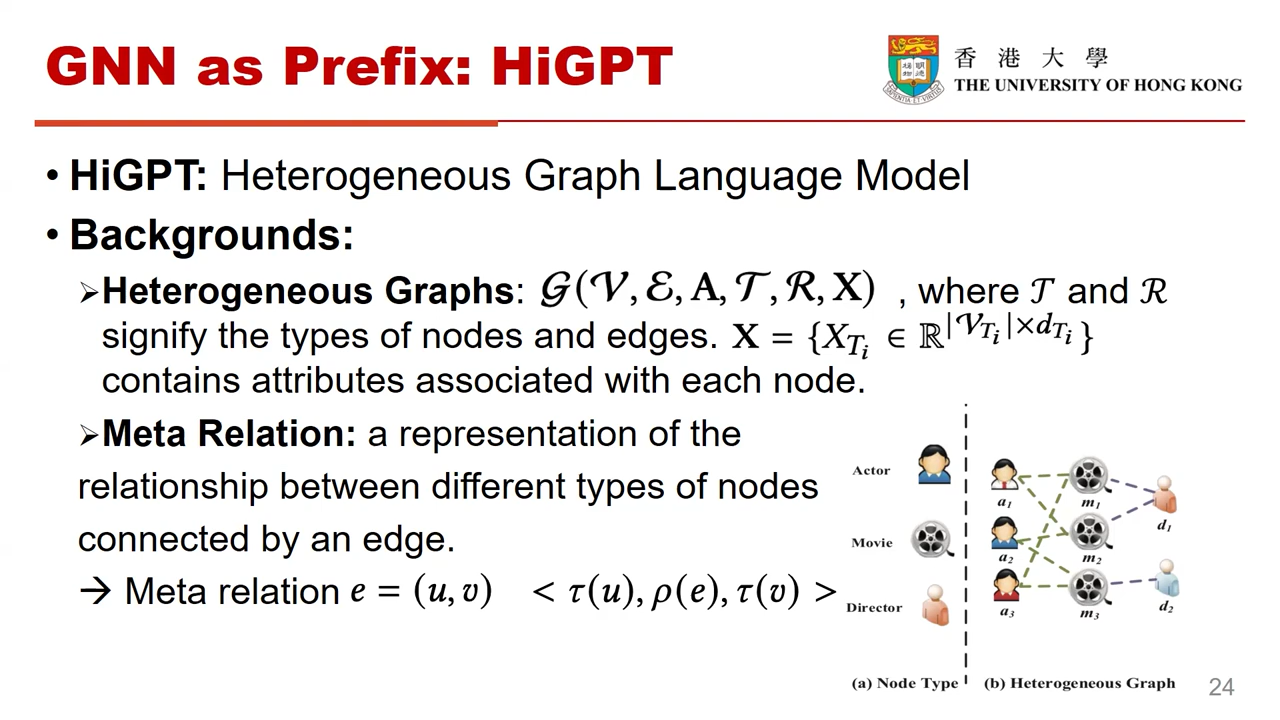 GNN as Prefix: HiGPT
香 港 大 學
THE UNIVERSITY OF HONG KONG
• HiGPT: Heterogeneous Graph Language Model
• Backgrounds:
➢Heterogeneous Graphs: 𝒢(𝒱, ℰ, A, 𝒯, ℛ, X) , where 𝒯 and ℛ
signify the types of nodes and edges. X = {X_{T_i} ∈ ℝ^{|𝒱_{T_i}|×d_{T_i}}}
contains attributes associated with each node.
➢Meta Relation: a representation of the
relationship between different types of nodes
connected by an edge.
→ Meta relation e = (u, v) < τ(u), ρ(e), τ(v) >
Actor
Movie
Director
(a) Node Type
a₁
m₁
d₁
a₂
m₂
a₃
m₃
d₂
(b) Heterogeneous Graph
24